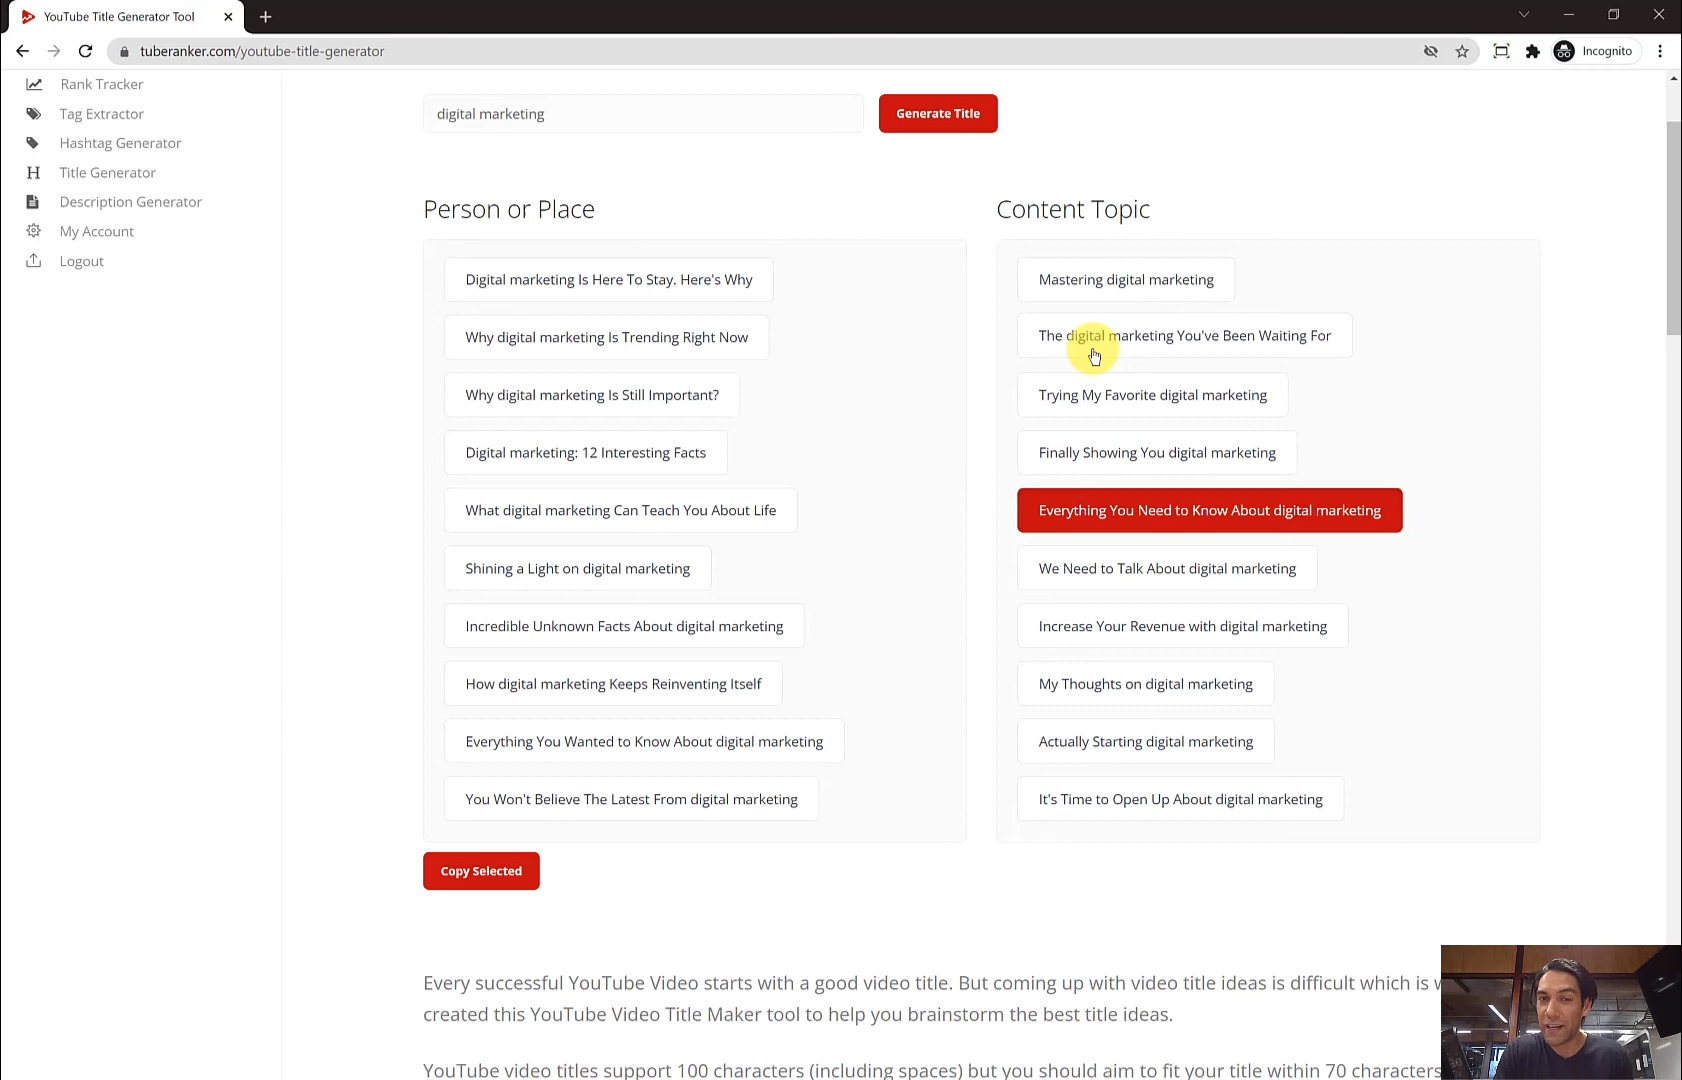 YouTube Title Generator Tool
tuberanker.com/youtube-title-generator
Incognito
Rank Tracker
Tag Extractor
Hashtag Generator
Title Generator
Description Generator
My Account
Logout
digital marketing
Generate Title
Person or Place
Digital marketing Is Here To Stay. Here's Why
Why digital marketing Is Trending Right Now
Why digital marketing Is Still Important?
Digital marketing: 12 Interesting Facts
What digital marketing Can Teach You About Life
Shining a Light on digital marketing
Incredible Unknown Facts About digital marketing
How digital marketing Keeps Reinventing Itself
Everything You Wanted to Know About digital marketing
You Won't Believe The Latest From digital marketing
Content Topic
Mastering digital marketing
The digital marketing You've Been Waiting For
Trying My Favorite digital marketing
Finally Showing You digital marketing
Everything You Need to Know About digital marketing
We Need to Talk About digital marketing
Increase Your Revenue with digital marketing
My Thoughts on digital marketing
Actually Starting digital marketing
It's Time to Open Up About digital marketing
Copy Selected
Every successful YouTube Video starts with a good video title. But coming up with video title ideas is difficult which is
created this YouTube Video Title Maker tool to help you brainstorm the best title ideas.
YouTube video titles support 100 characters (including spaces) but you should aim to fit your title within 70 characters